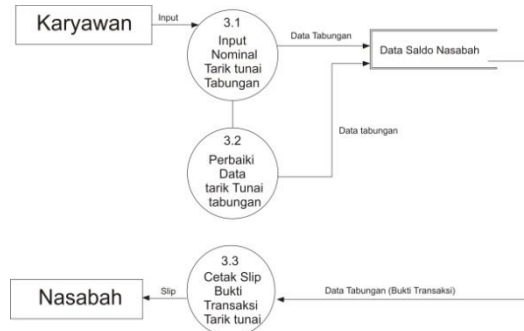 Karyawan
Input
3.1
Input
Nominal
Tarik tunai
Tabungan
Data Tabungan
Data Saldo Nasabah
Data tabungan
3.2
Perbaiki
Data
tarik Tunai
tabungan
Nasabah
Slip
3.3
Cetak Slip
Bukti
Transaksi
Tarik tunai
Data Tabungan (Bukti Transaksi)